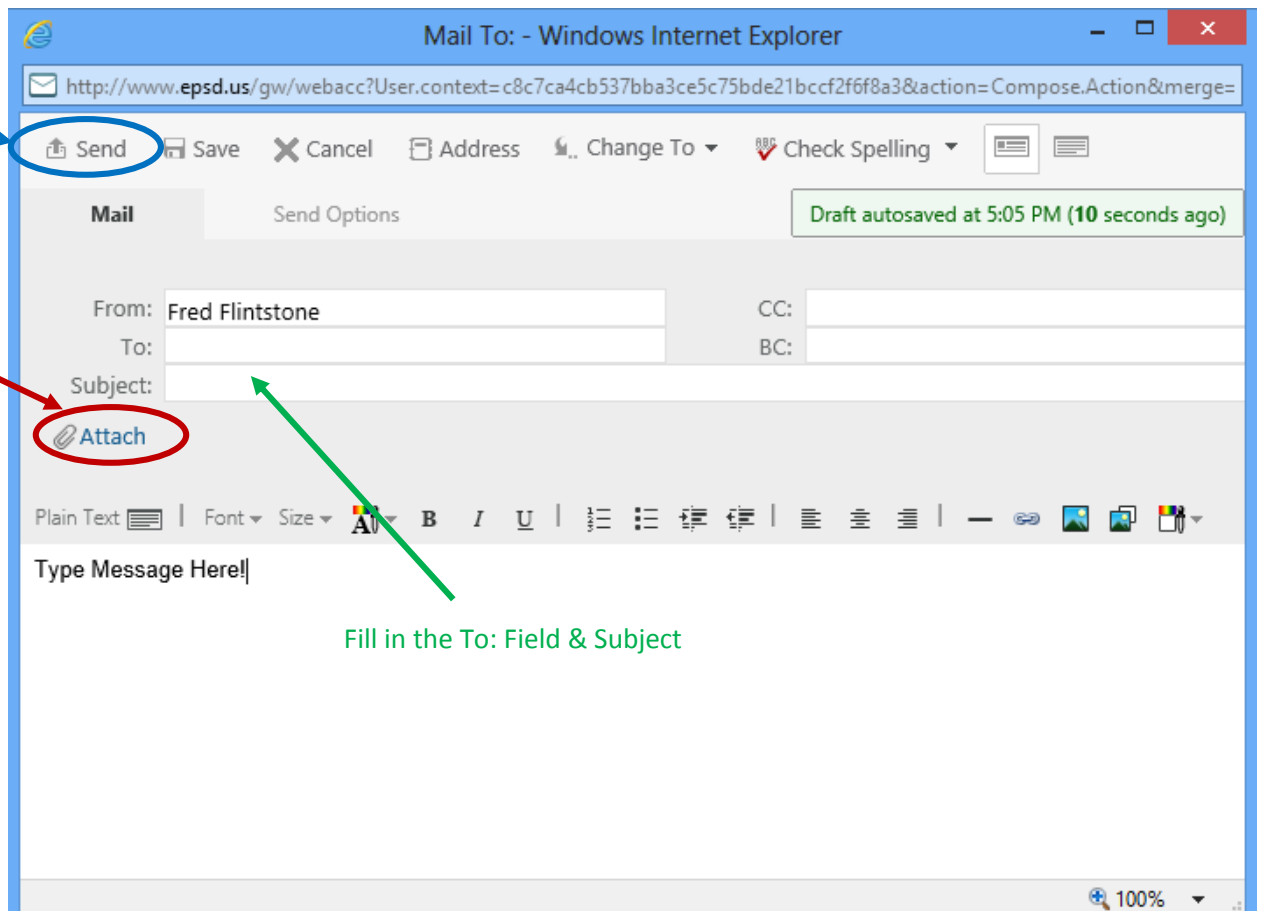 Mail To: - Windows Internet Explorer
http://www.epsd.us/gw/webacc?User.context=c8c7ca4cb537bba3ce5c75bde21bccf2f6f8a3&action=Compose.Action&merge=
Send Save Cancel Address Change To Check Spelling
Mail Send Options Draft autosaved at 5:05 PM (10 seconds ago)
From: Fred Flintstone CC:
To: BC:
Subject:
Attach
Plain Text Font Size A B I U
Type Message Here!
Fill in the To: Field & Subject
100%